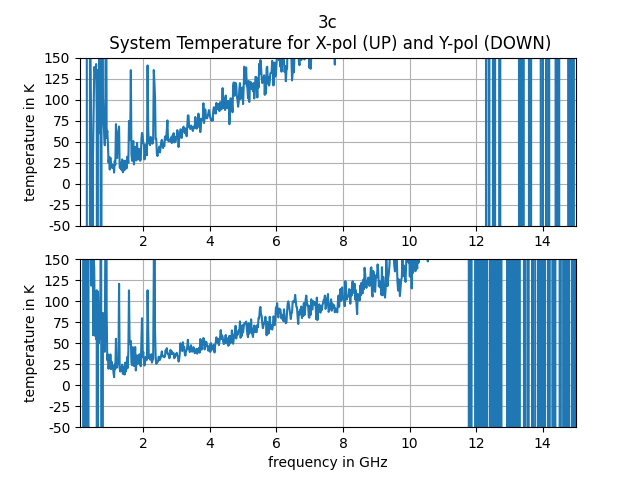 3c
System Temperature for X-pol (UP) and Y-pol (DOWN)
temperature in K
150
125
100
75
50
25
0
-25
-50
2 4 6 8 10 12 14
temperature in K
150
125
100
75
50
25
0
-25
-50
2 4 6 8 10 12 14
frequency in GHz